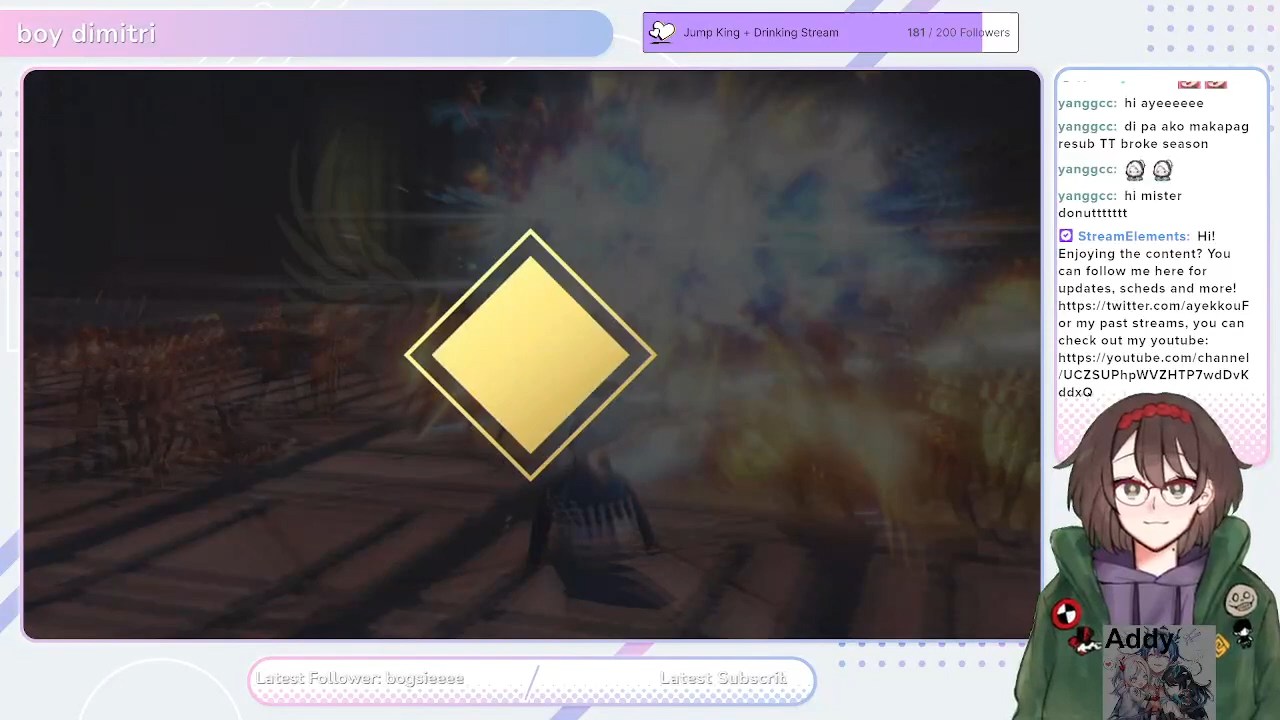 boy dimitri
Jump King + Drinking Stream 181 / 200 Followers
yanggcc: hi ayeeeeee
yanggcc: di pa ako makapag
resub TT broke season
yanggcc:
yanggcc: hi mister
donuttttttt
StreamElements: Hi!
Enjoying the content? You
can follow me here for
updates, scheds and more!
https://twitter.com/ayekkouF
or my past streams, you can
check out my youtube:
https://youtube.com/channel
/UCZSUPhpWVZHTP7wdDvK
ddxQ
Addy
Latest Follower: bogsieeee / Latest Subscrib